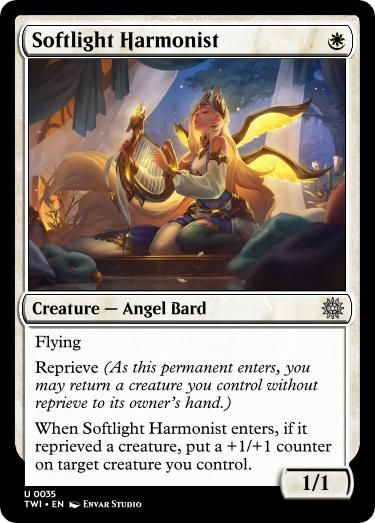 Softlight Harmonist
Creature — Angel Bard
Flying
Reprieve (As this permanent enters, you
may return a creature you control without
reprieve to its owner's hand.)
When Softlight Harmonist enters, if it
reprieved a creature, put a +1/+1 counter
on target creature you control.
1/1
U 0035
TWI • EN Envar Studio